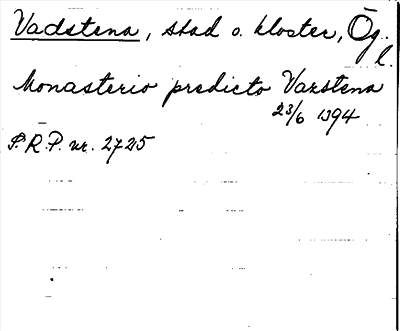 Vadstena, stad o. kloster, Ög.
l.
Monasterio predicto Vazstena
23/6 1394
S.R.P. nr. 2725